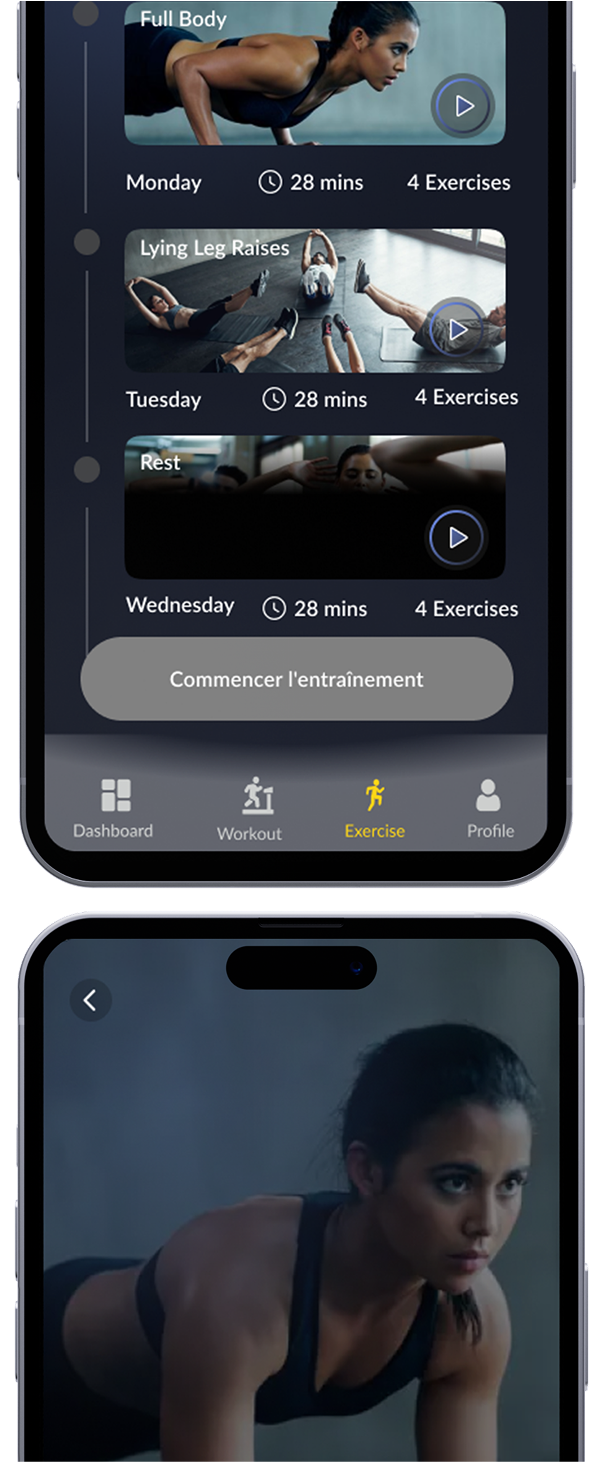 Full Body
Monday 28 mins 4 Exercises
Lying Leg Raises
Tuesday 28 mins 4 Exercises
Rest
Wednesday 28 mins 4 Exercises
Commencer l'entraînement
Dashboard Workout Exercise Profile